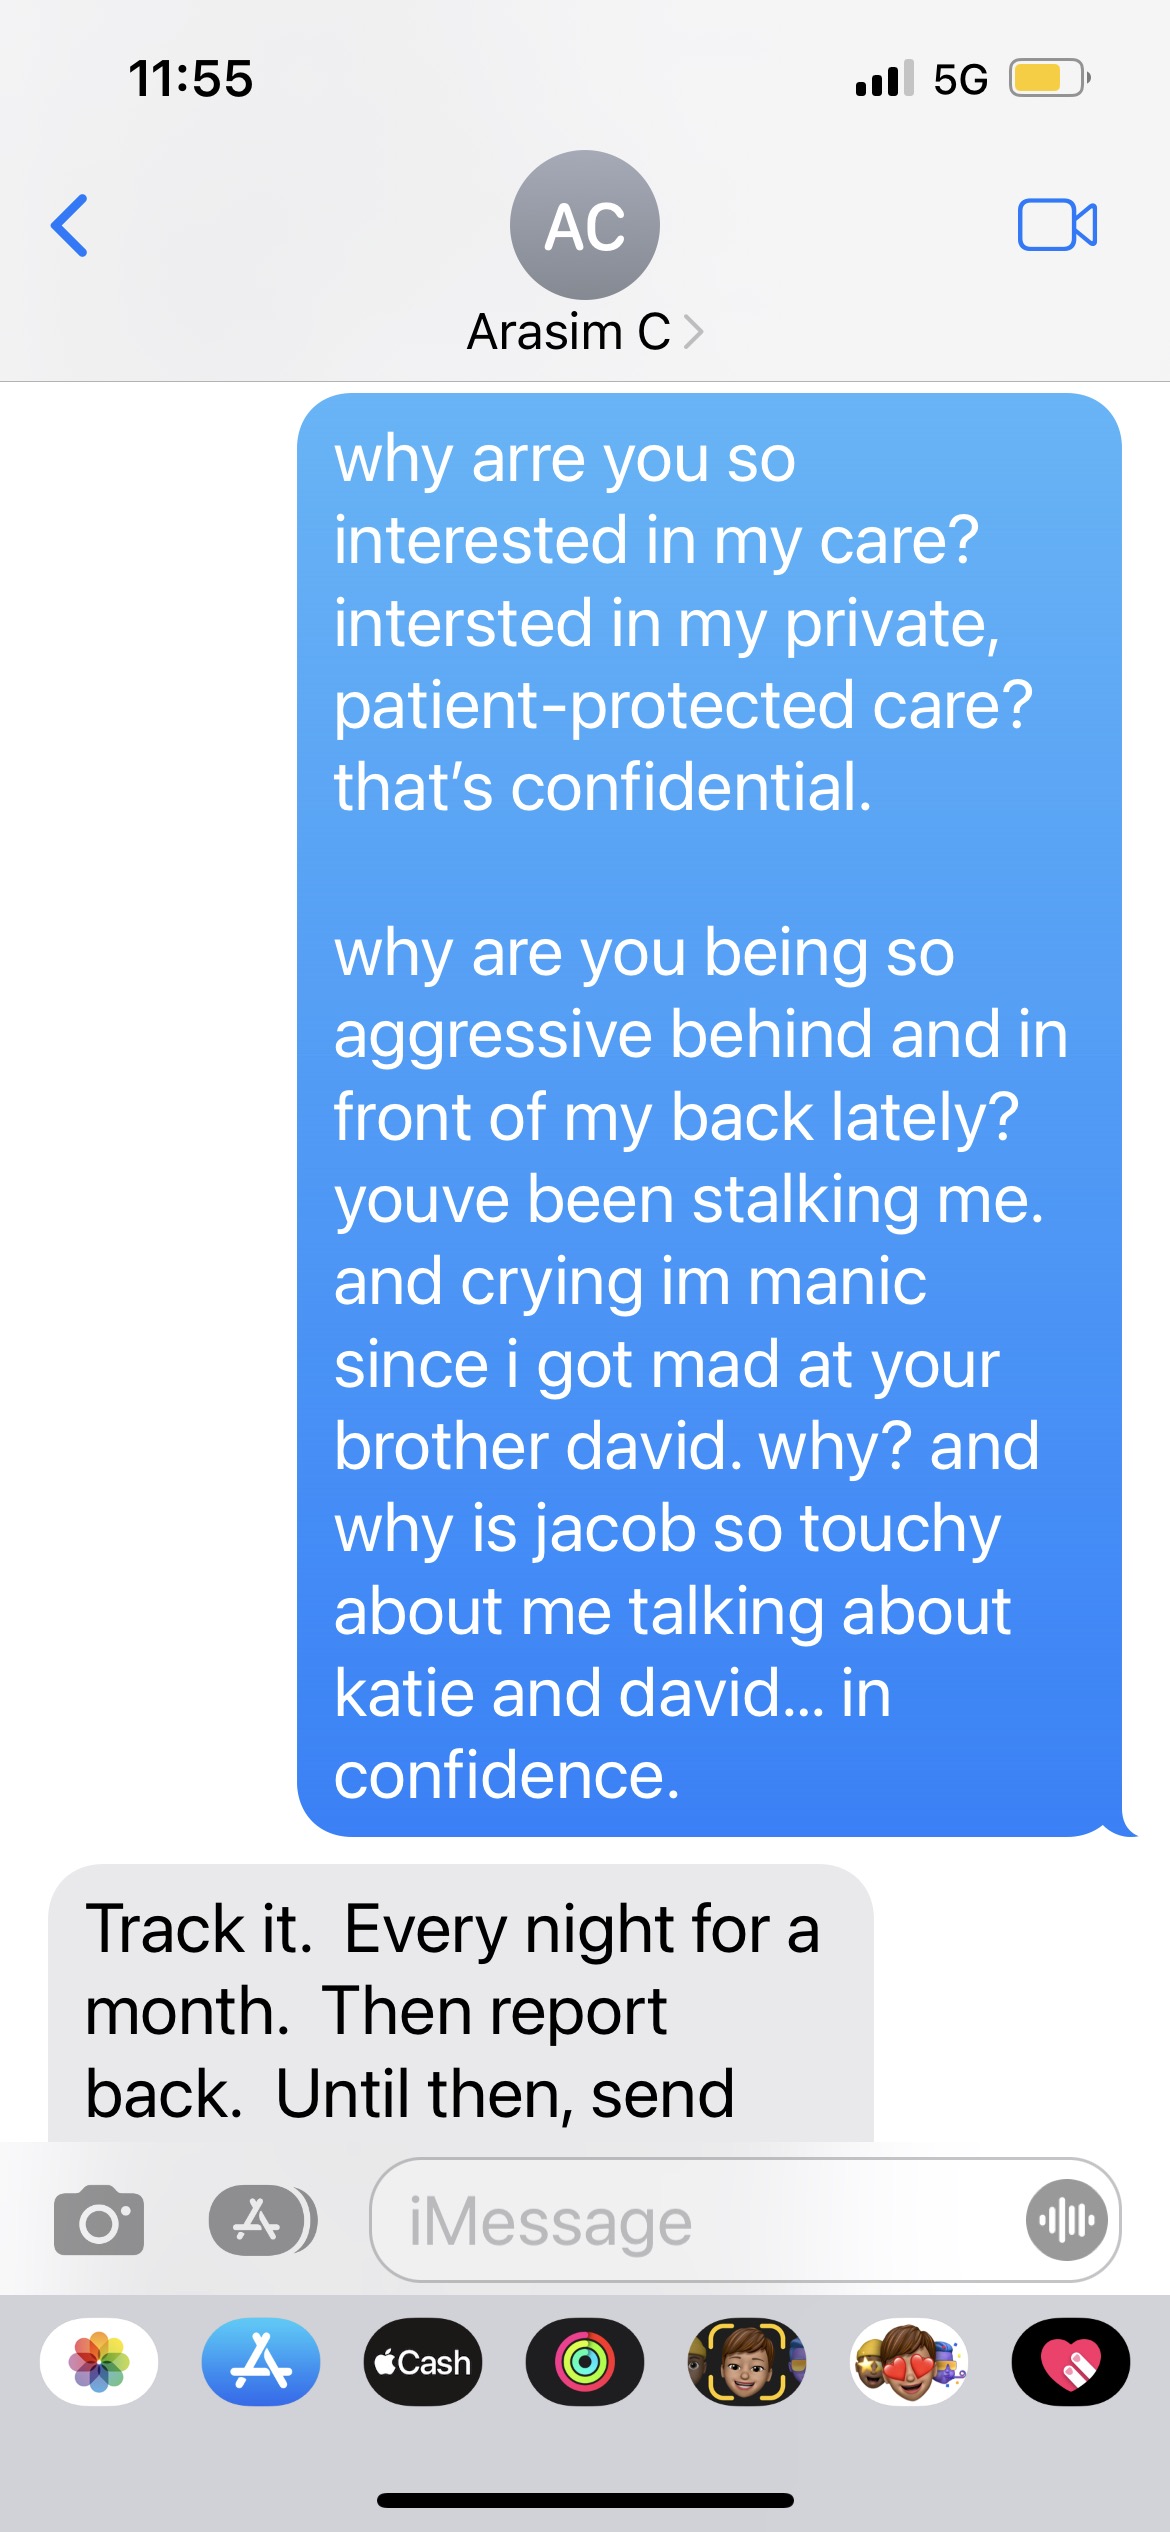 11:55
5G
AC
Arasim C
why arre you so
interested in my care?
intersted in my private,
patient-protected care?
that’s confidential.
why are you being so
aggressive behind and in
front of my back lately?
youve been stalking me.
and crying im manic
since i got mad at your
brother david. why? and
why is jacob so touchy
about me talking about
katie and david... in
confidence.
Track it.  Every night for a
month.  Then report
back.  Until then, send
iMessage
Cash